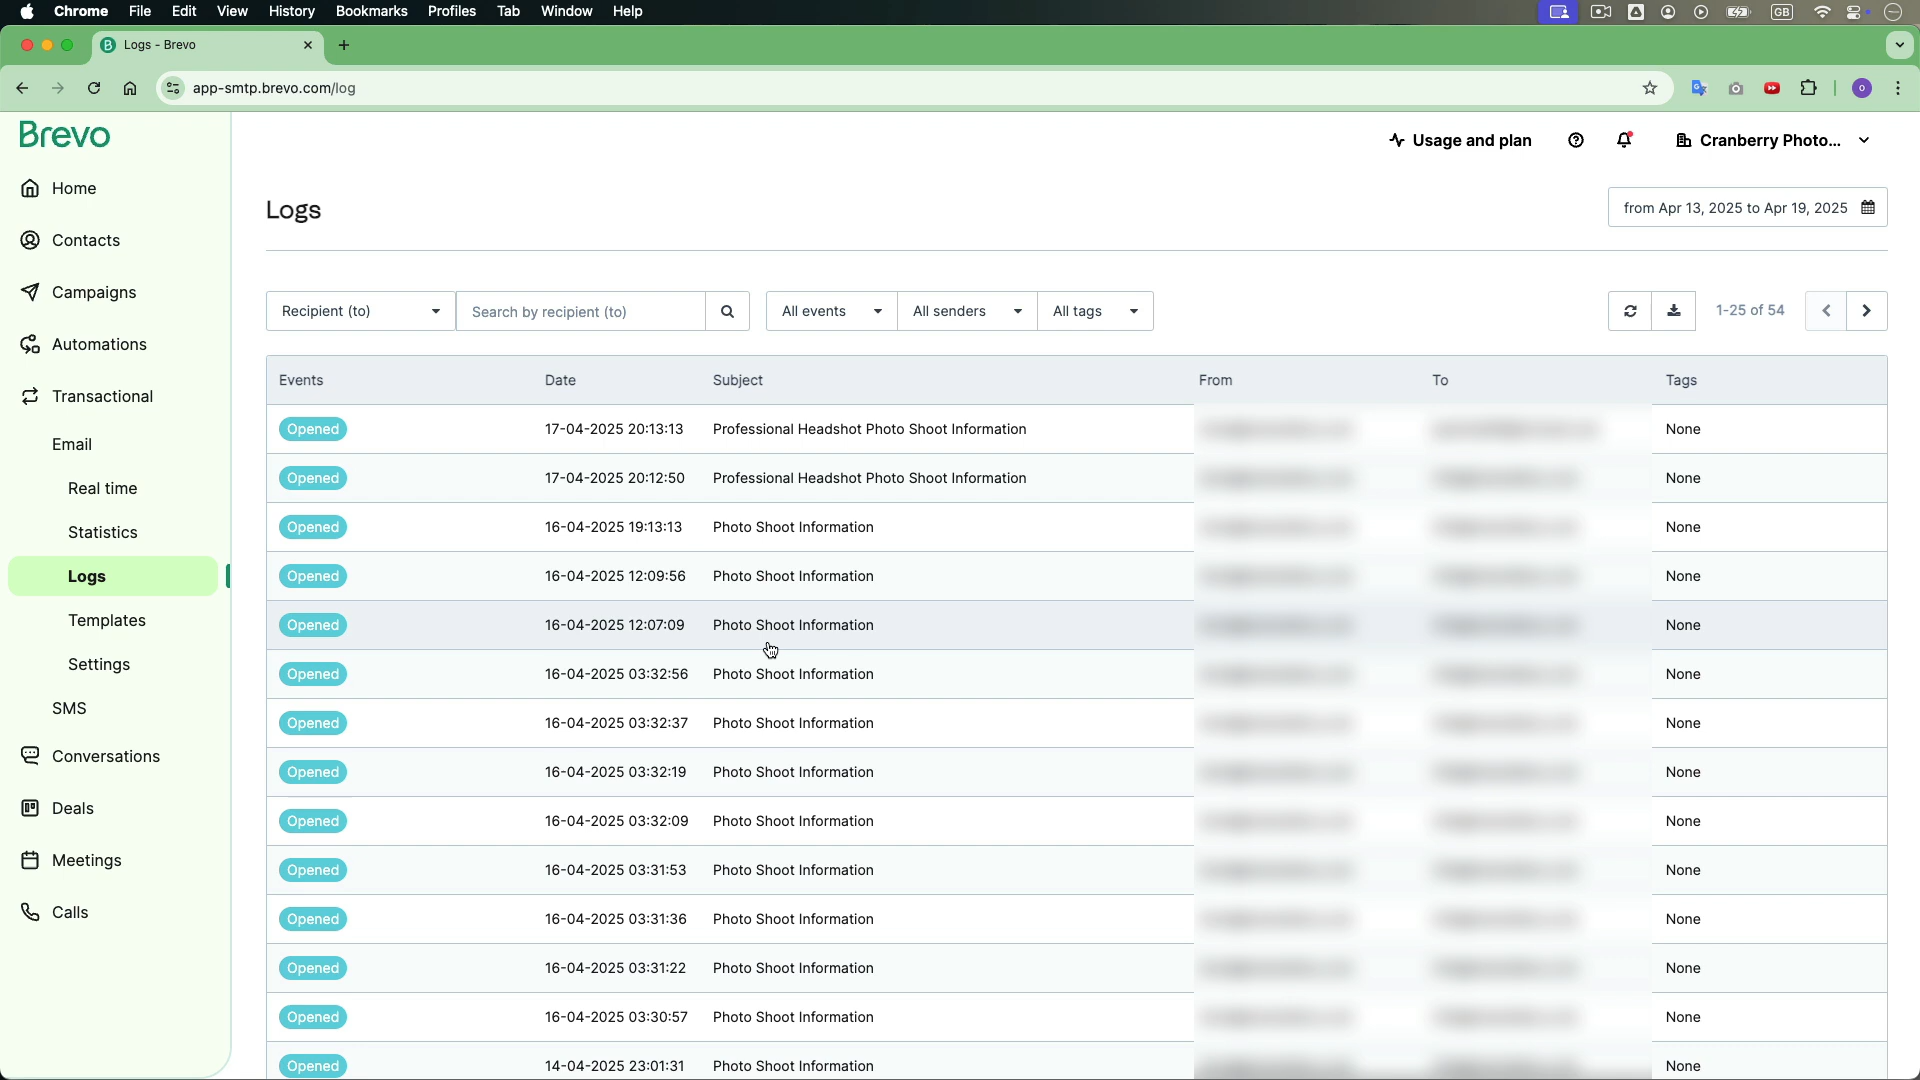 Chrome File Edit View History Bookmarks Profiles Tab Window Help GB
Logs - Brevo
app-smtp.brevo.com/log
Brevo
Usage and plan Cranberry Photo...
Home
Contacts
Campaigns
Automations
Transactional
Email
Real time
Statistics
Logs
Templates
Settings
SMS
Conversations
Deals
Meetings
Calls
Logs
from Apr 13, 2025 to Apr 19, 2025
Recipient (to) Search by recipient (to) All events All senders All tags 1-25 of 54
Events Date Subject From To Tags
Opened 17-04-2025 20:13:13 Professional Headshot Photo Shoot Information None
Opened 17-04-2025 20:12:50 Professional Headshot Photo Shoot Information None
Opened 16-04-2025 19:13:13 Photo Shoot Information None
Opened 16-04-2025 12:09:56 Photo Shoot Information None
Opened 16-04-2025 12:07:09 Photo Shoot Information None
Opened 16-04-2025 03:32:56 Photo Shoot Information None
Opened 16-04-2025 03:32:37 Photo Shoot Information None
Opened 16-04-2025 03:32:19 Photo Shoot Information None
Opened 16-04-2025 03:32:09 Photo Shoot Information None
Opened 16-04-2025 03:31:53 Photo Shoot Information None
Opened 16-04-2025 03:31:36 Photo Shoot Information None
Opened 16-04-2025 03:31:22 Photo Shoot Information None
Opened 16-04-2025 03:30:57 Photo Shoot Information None
Opened 14-04-2025 23:01:31 Photo Shoot Information None